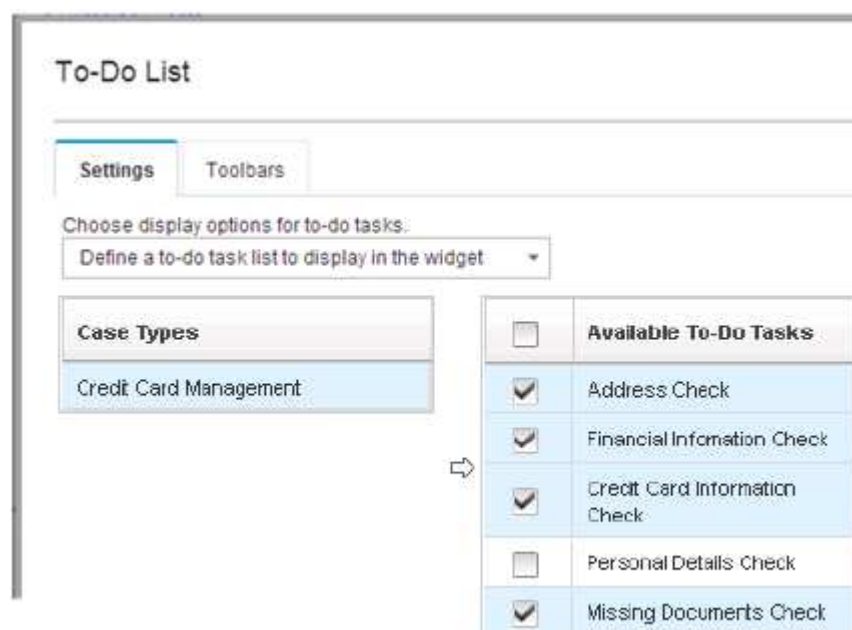 To-Do List
Settings Toolbars
Choose display options for to-do tasks.
Define a to-do task list to display in the widget
Case Types
Credit Card Management
Available To-Do Tasks
Address Check
Financial Infomation Check
Credit Card Information
Check
Personal Details Check
Missing Documents Check